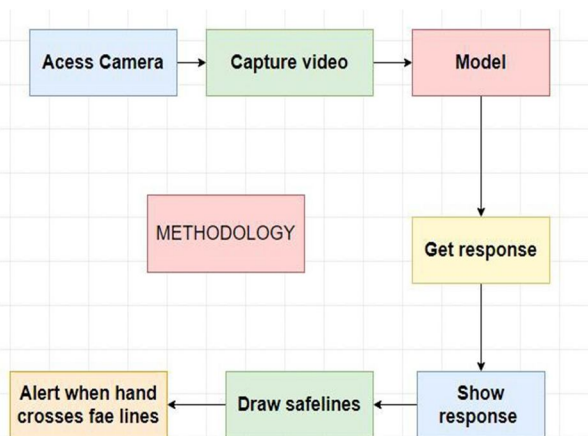 Acess Camera
Capture video
Model
METHODOLOGY
Get response
Alert when hand
crosses fae lines
Draw safelines
Show
response